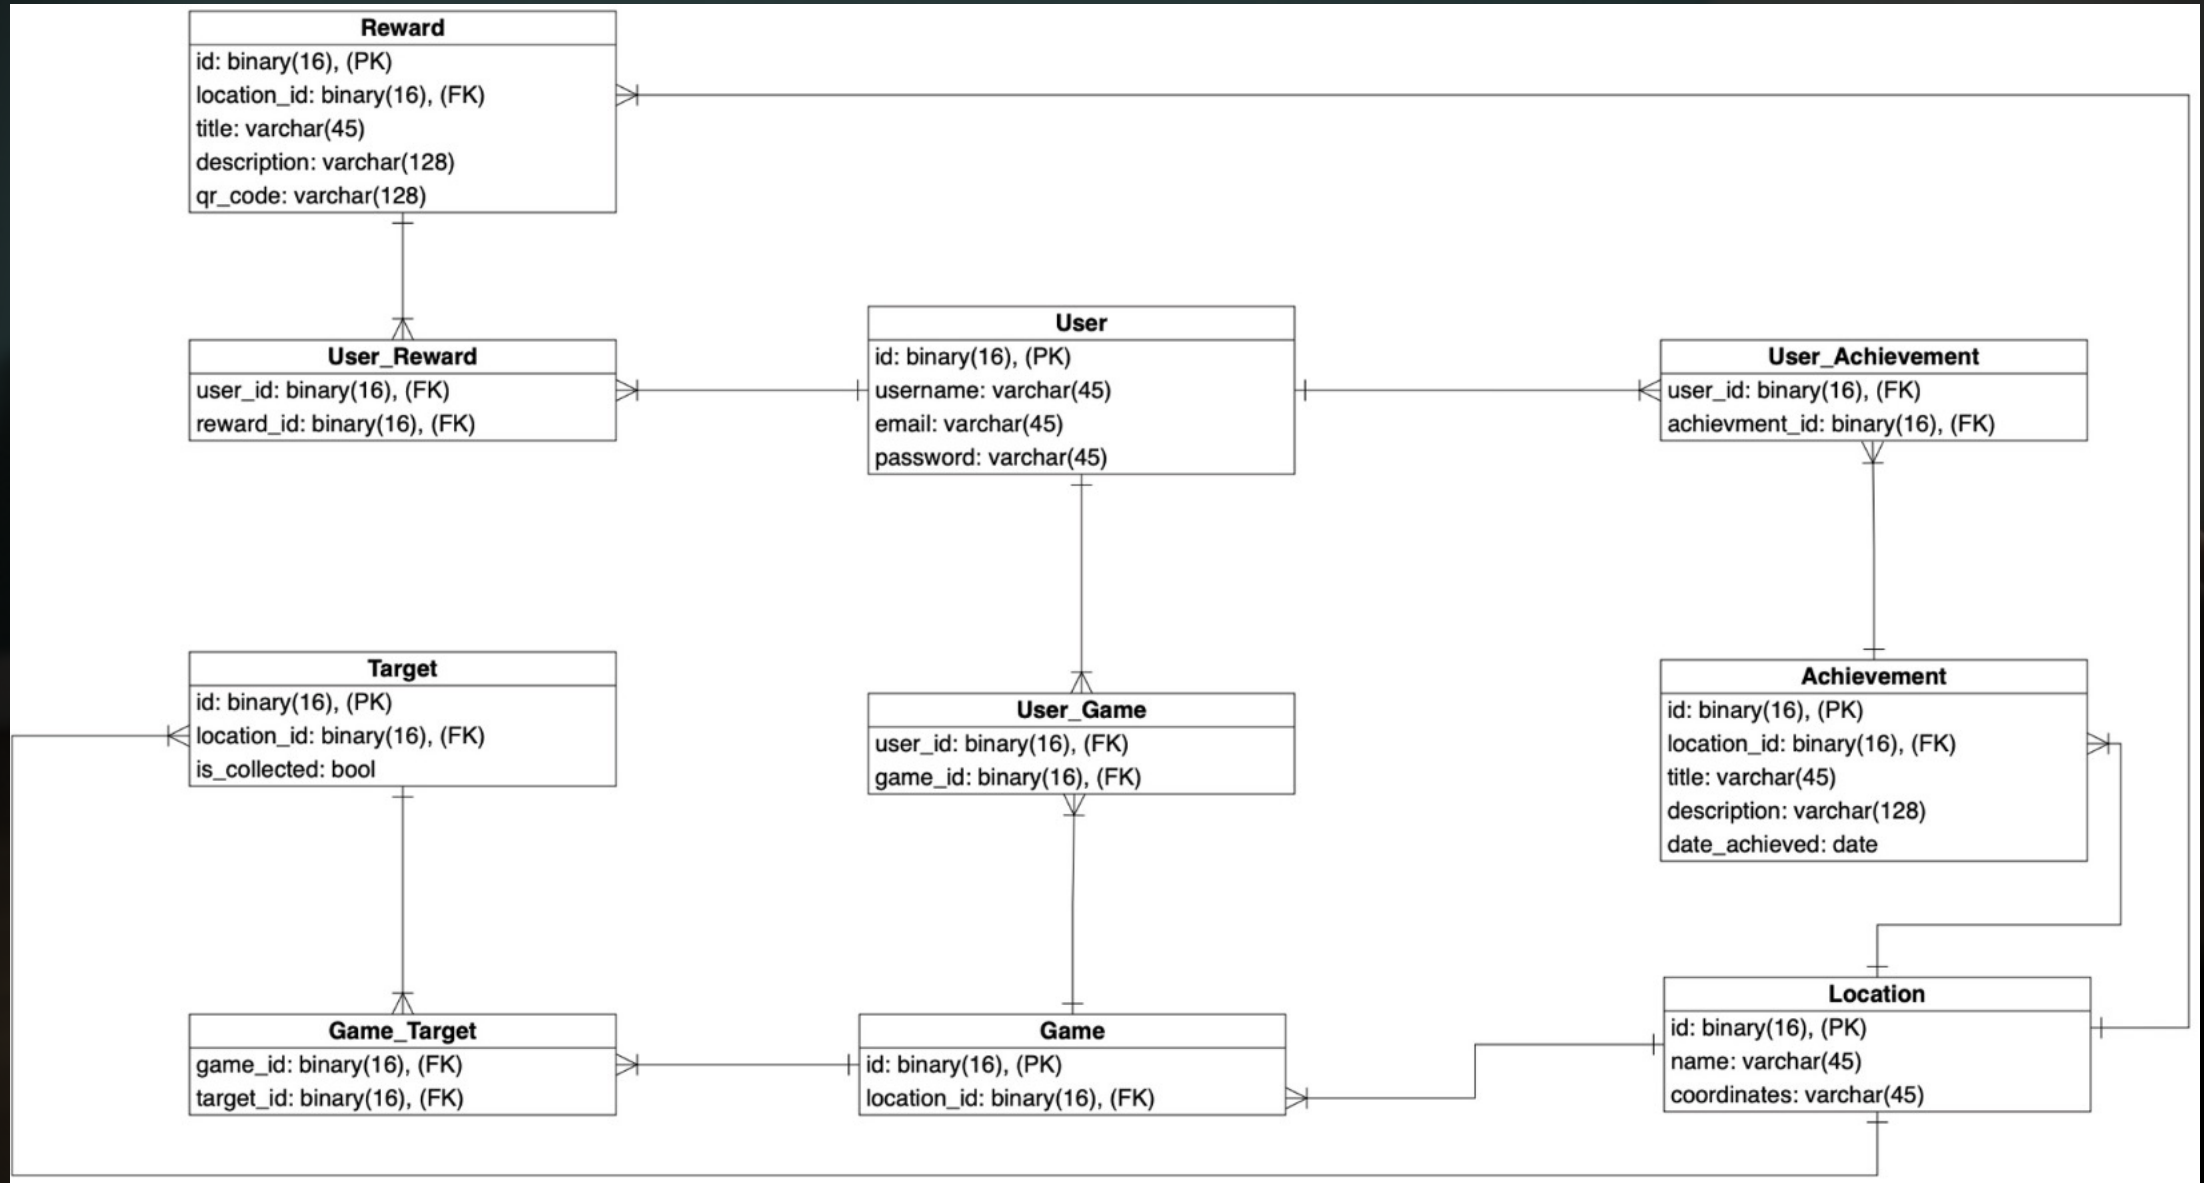 Reward
id: binary(16), (PK)
location_id: binary(16), (FK)
title: varchar(45)
description: varchar(128)
qr_code: varchar(128)
User_Reward
user_id: binary(16), (FK)
reward_id: binary(16), (FK)
User
id: binary(16), (PK)
username: varchar(45)
email: varchar(45)
password: varchar(45)
User_Achievement
user_id: binary(16), (FK)
achievment_id: binary(16), (FK)
Target
id: binary(16), (PK)
location_id: binary(16), (FK)
is_collected: bool
User_Game
user_id: binary(16), (FK)
game_id: binary(16), (FK)
Achievement
id: binary(16), (PK)
location_id: binary(16), (FK)
title: varchar(45)
description: varchar(128)
date_achieved: date
Game_Target
game_id: binary(16), (FK)
target_id: binary(16), (FK)
Game
id: binary(16), (PK)
location_id: binary(16), (FK)
Location
id: binary(16), (PK)
name: varchar(45)
coordinates: varchar(45)